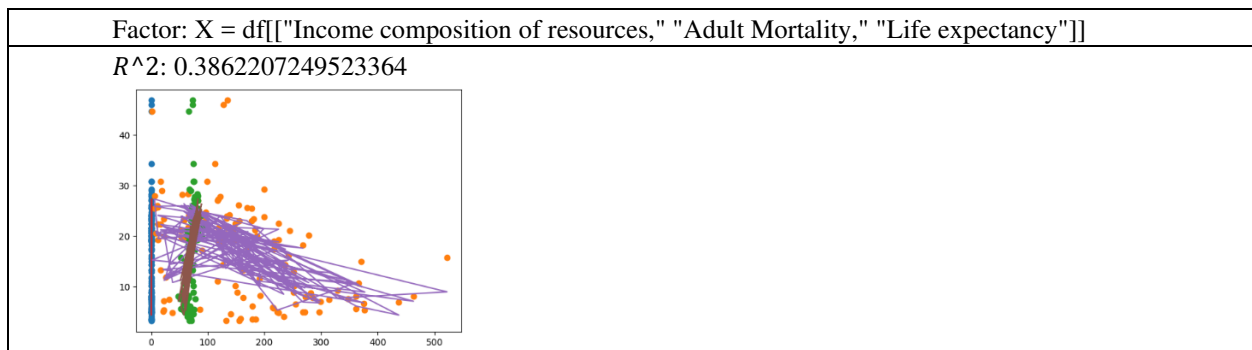 Factor: X = df[["Income composition of resources," "Adult Mortality," "Life expectancy"]]
R^2: 0.3862207249523364
40
30
20
10
0 100 200 300 400 500